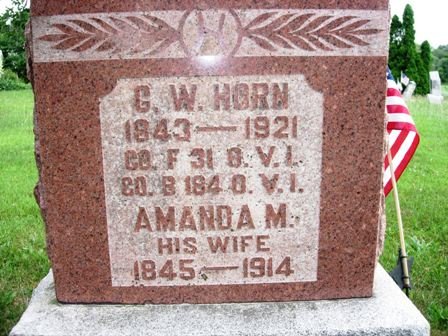 H
G. W. HORN
1843 — 1921
CO. F 31 O. V. I.
CO. B 184 O. V. I.
AMANDA M.
HIS WIFE
1845 — 1914